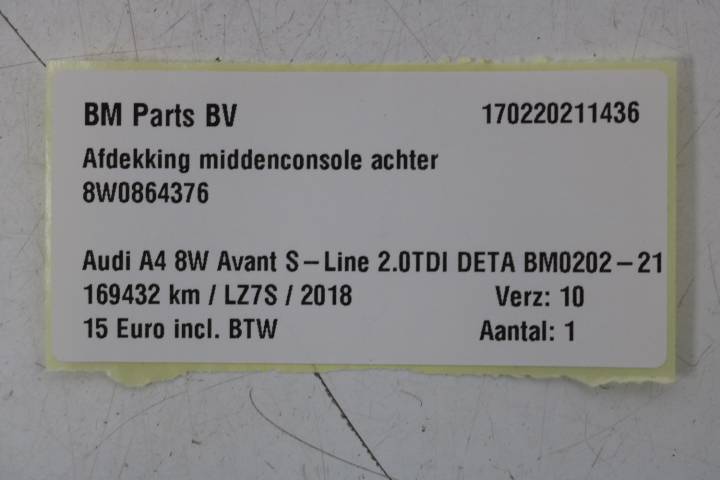 BM Parts BV 170220211436
Afdekking middenconsole achter
8W0864376
Audi A4 8W Avant S-Line 2.0TDI DETA BM0202-21
169432 km / LZ7S / 2018 Verz: 10
15 Euro incl. BTW Aantal: 1